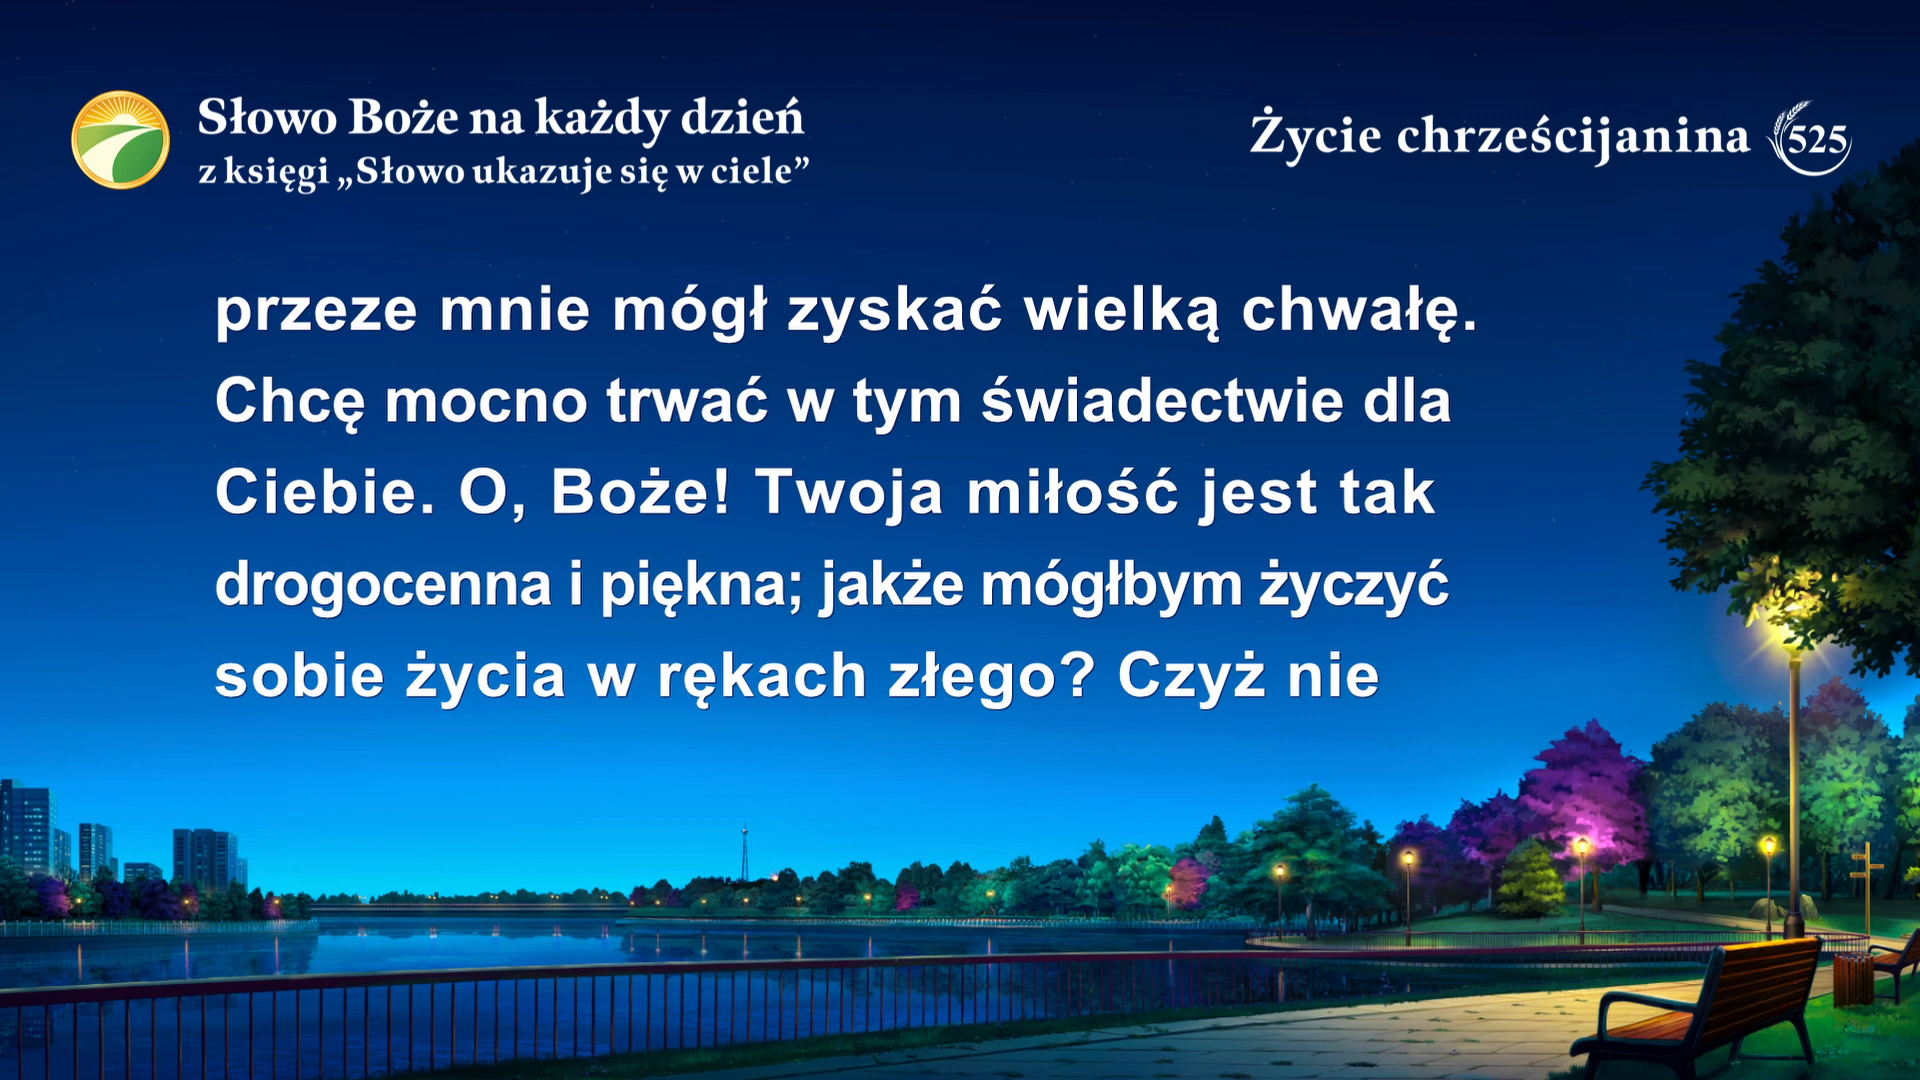 Słowo Boże na każdy dzień
z księgi „Słowo ukazuje się w ciele”
Życie chrześcijanina 525
przeze mnie mógł zyskać wielką chwałę.
Chcę mocno trwać w tym świadectwie dla
Ciebie. O, Boże! Twoja miłość jest tak
drogocenna i piękna; jakże mógłbym życzyć
sobie życia w rękach złego? Czyż nie